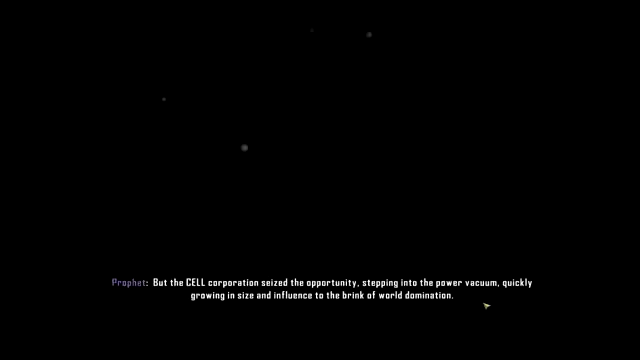 Prophet: But the CELL corporation seized the opportunity, stepping into the power vacuum, quickly
growing in size and influence to the brink of world domination.